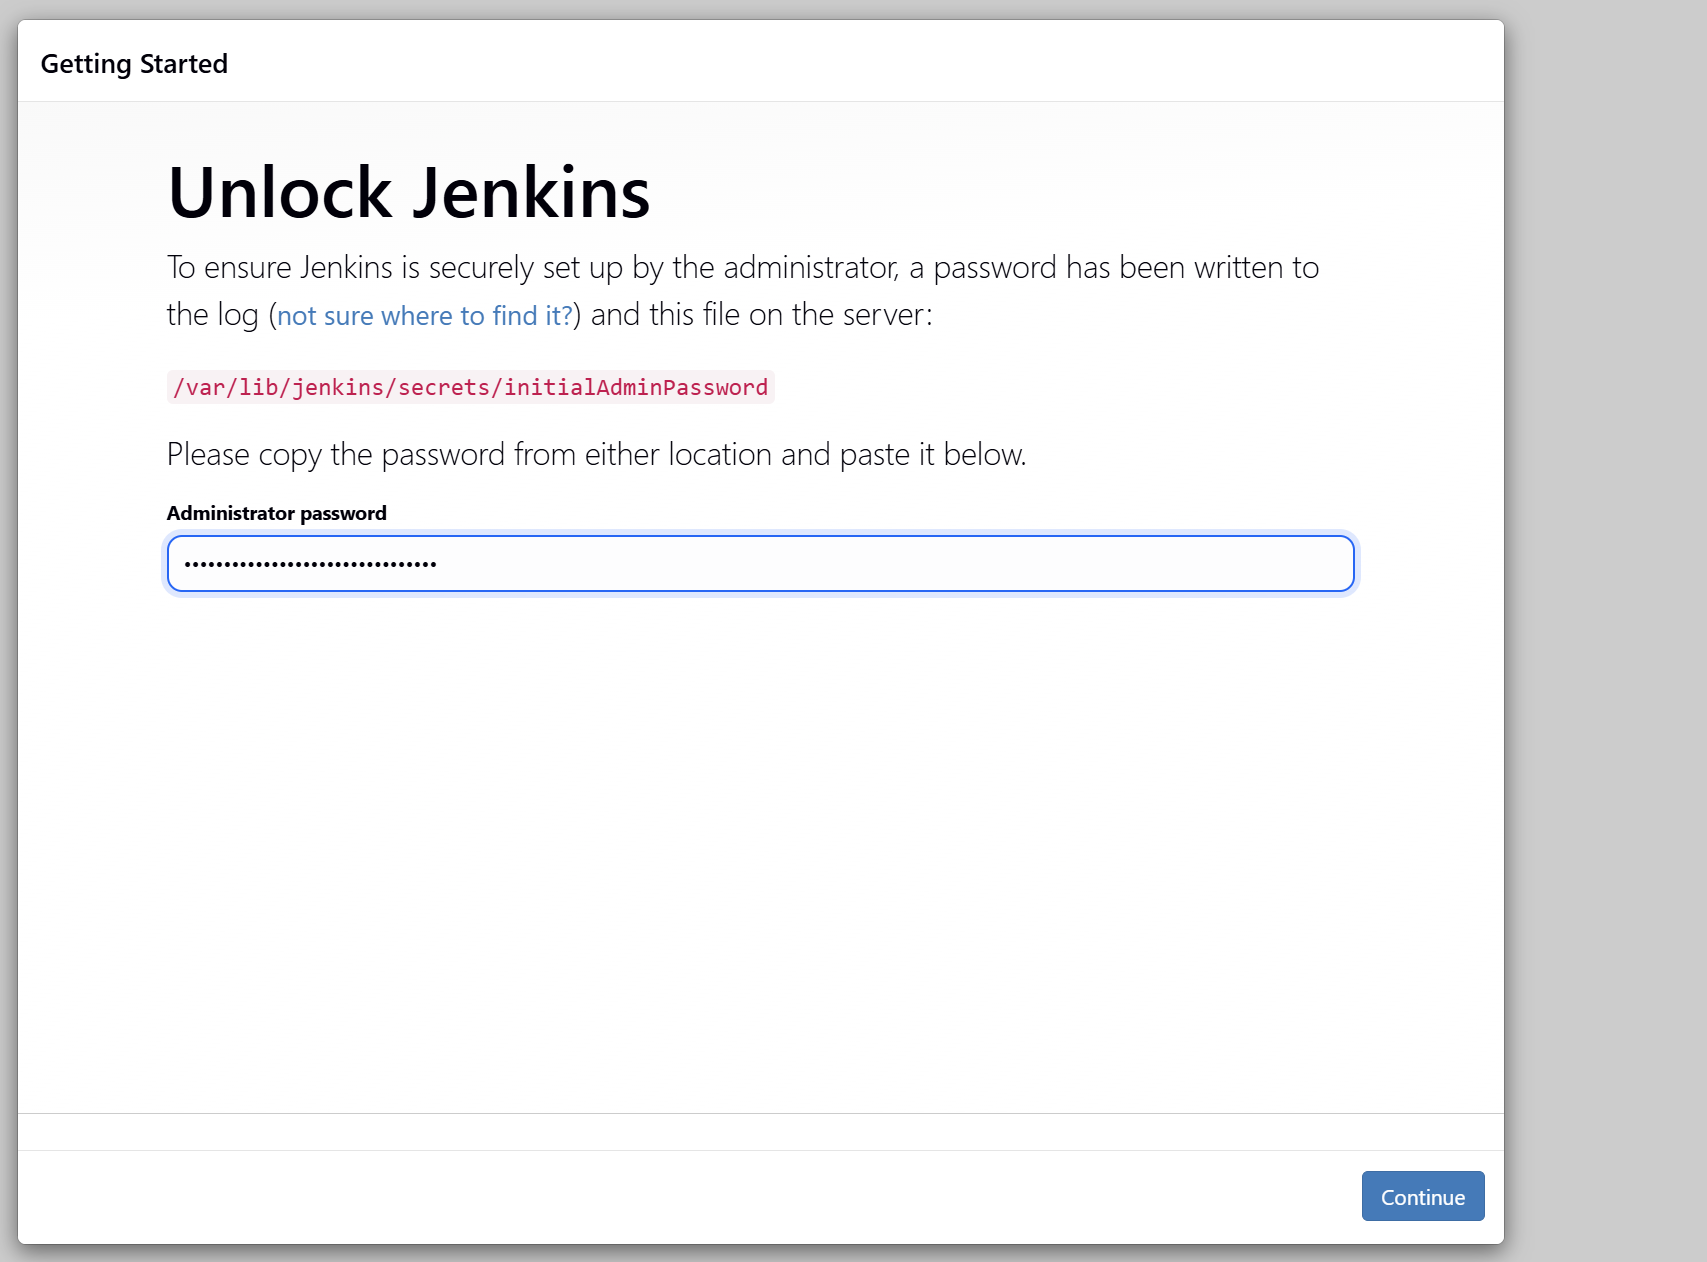 Getting Started
Unlock Jenkins
To ensure Jenkins is securely set up by the administrator, a password has been written to
the log (not sure where to find it?) and this file on the server:
/var/lib/jenkins/secrets/initialAdminPassword
Please copy the password from either location and paste it below.
Administrator password
••••••••••••••••••••••••••••••••
Continue